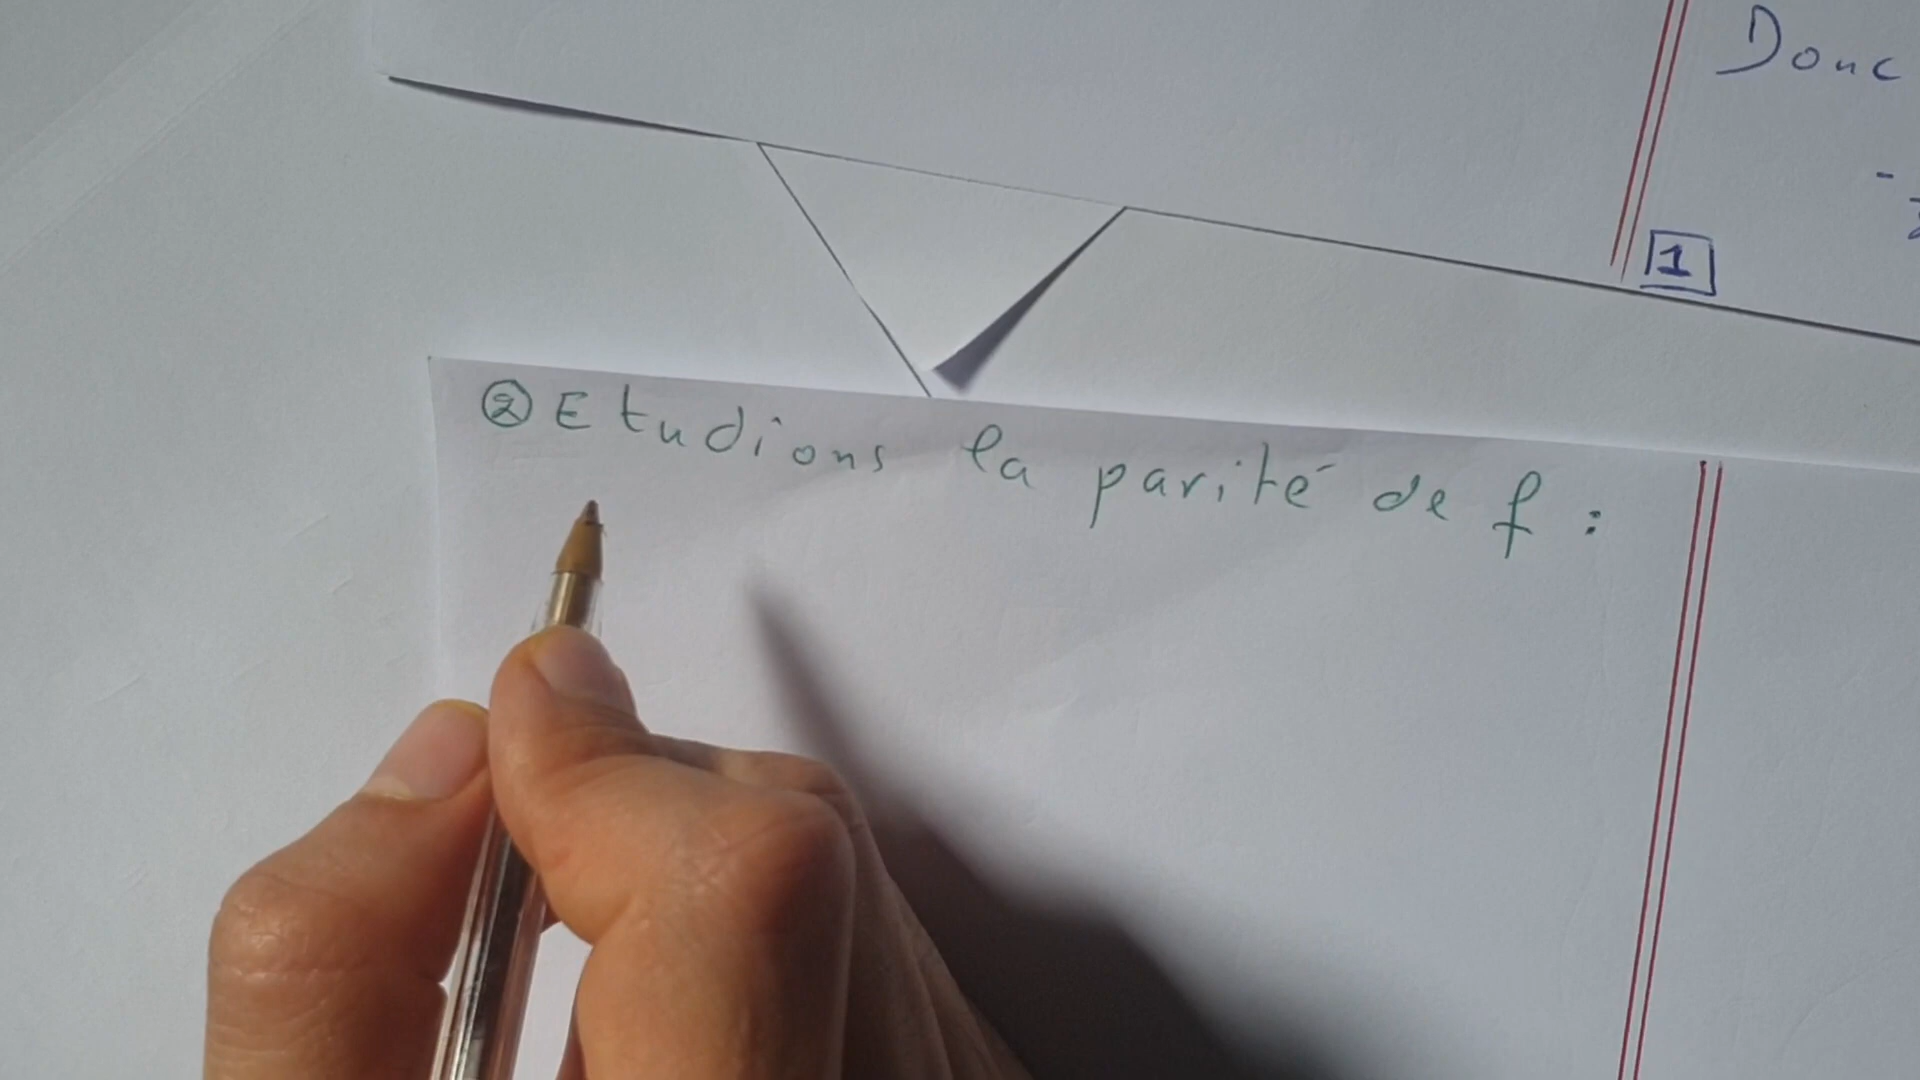 Donc
-
1
② Etudions la parité de f :